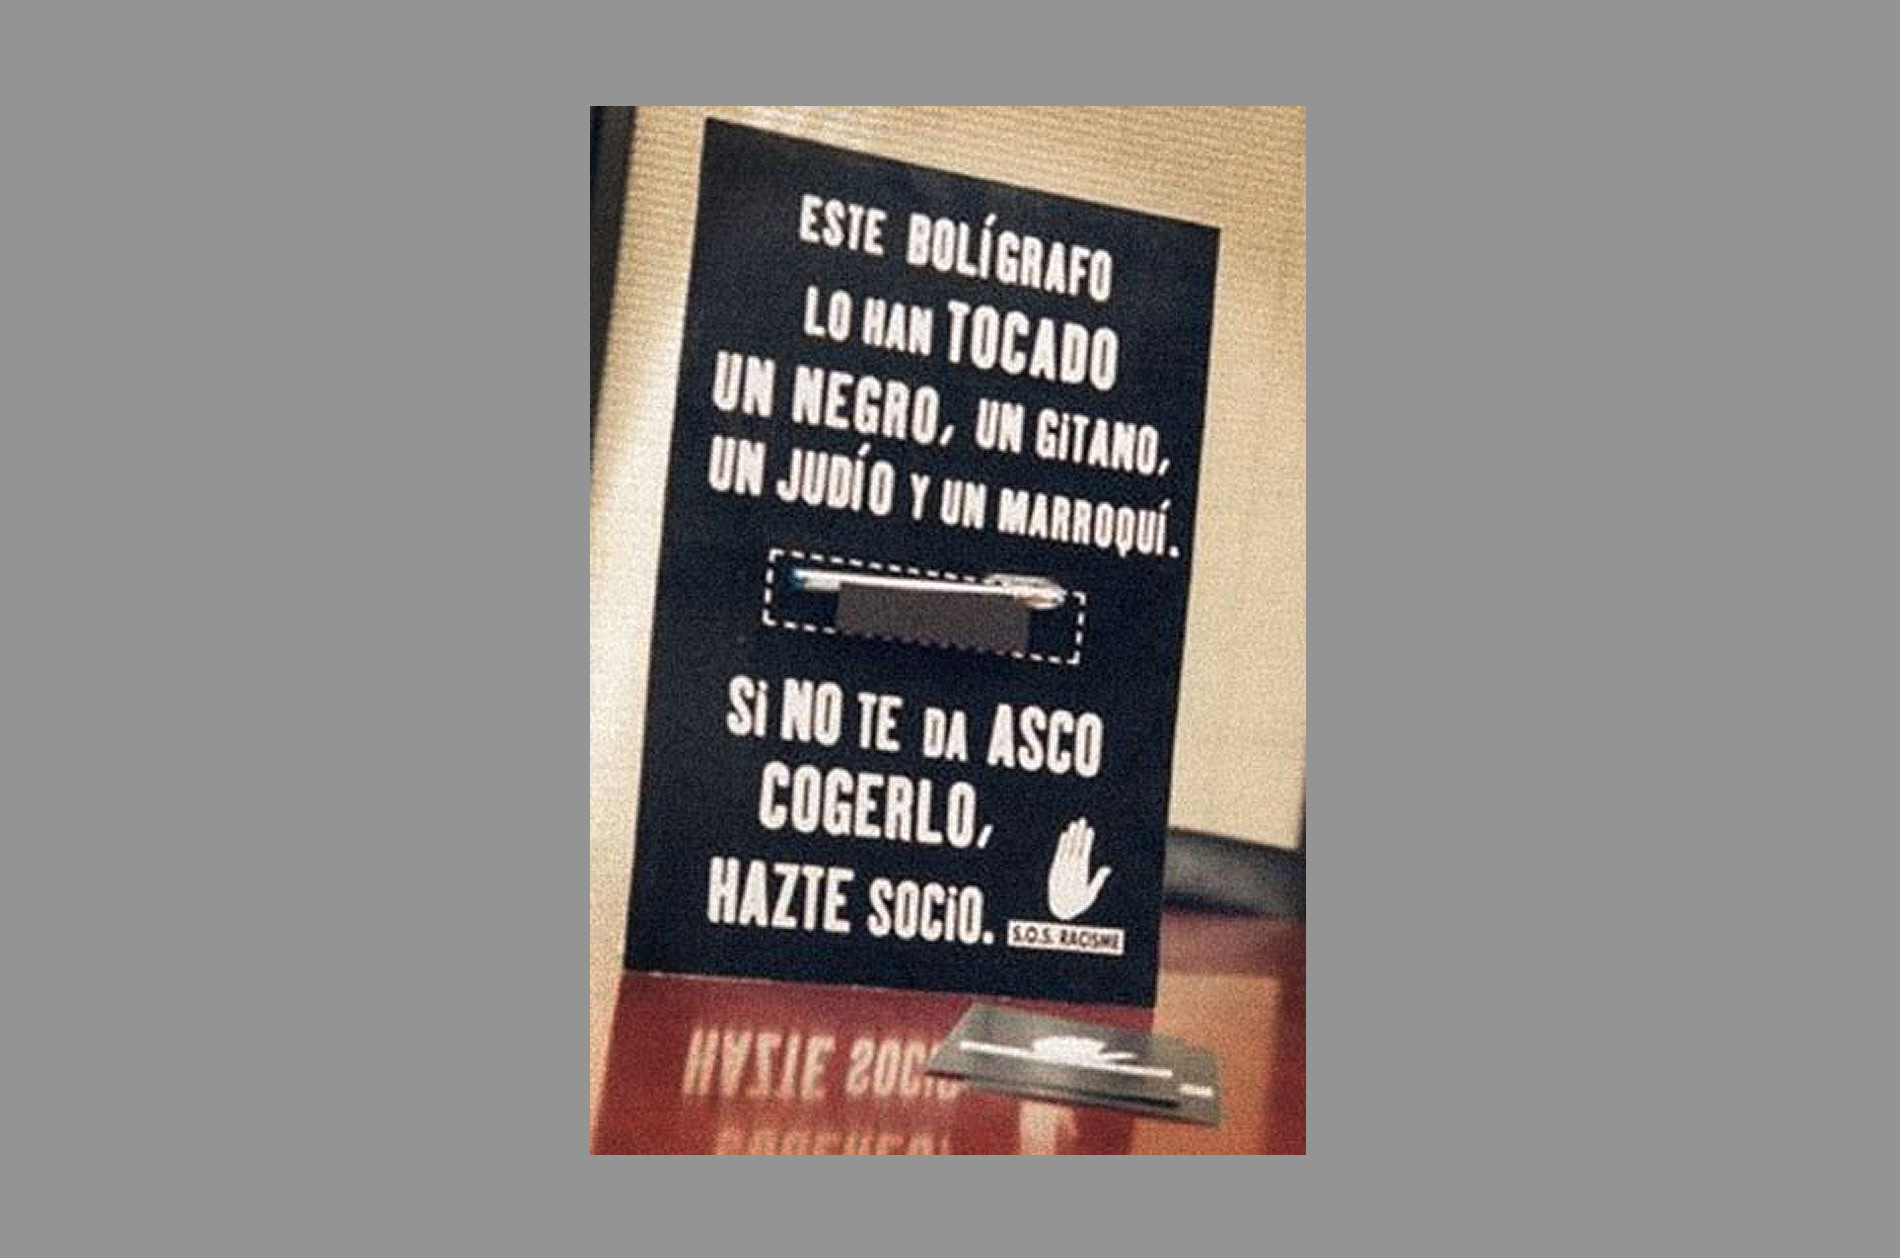 ESTE BOLÍGRAFO
LO HAN TOCADO
UN NEGRO, UN GiTANO,
UN JUDÍO Y UN MARROQUÍ.
Si NO TE DA ASCO
COGERLO,
HAZTE SOCiO.
S.O.S. RACISME